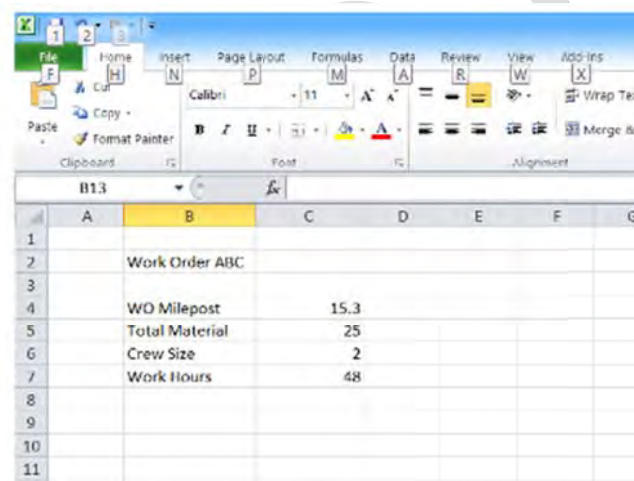 1 2 3
File Home Insert Page Layout Formulas Data Review View Add-Ins
F H N P M A R W X
Cut
Copy
Format Painter
Paste
Calibri 11 A A
Wrap Te
B I U A
Merge &
Clipboard Font Alignment
B13 fx
A B C D E F G
1
2 Work Order ABC
3
4 WO Milepost 15.3
5 Total Material 25
6 Crew Size 2
7 Work Hours 48
8
9
10
11